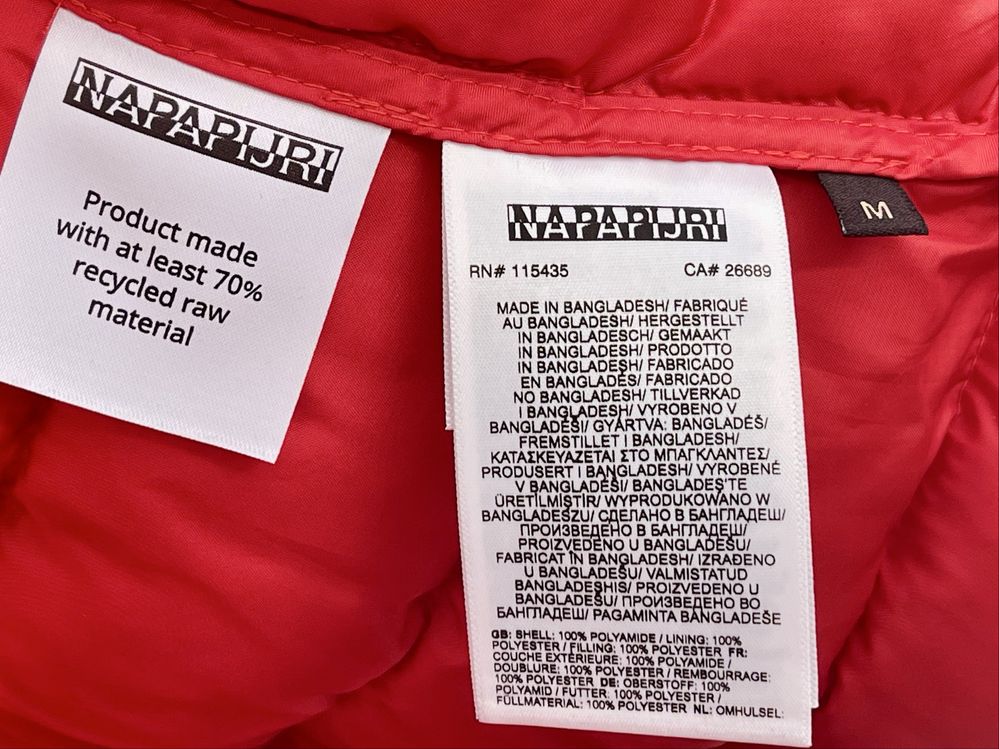 NAPAPIJRI
Product made
with at least 70%
recycled raw
material
NAPAPIJRI
RN# 115435 CA# 26689
MADE IN BANGLADESH/ FABRIQUÉ
AU BANGLADESH/ HERGESTELLT
IN BANGLADESCH/ GEMAAKT
IN BANGLADESH/ PRODOTTO
IN BANGLADESH/ FABRICADO
EN BANGLADÉS/ FABRICADO
NO BANGLADESH/ TILLVERKAD
I BANGLADESH/ VYROBENO V
BANGLADÉŠI/ GYÁRTVA: BANGLADÉŠ/
FREMSTILLET I BANGLADESH/
ΚΑΤΑΣΚΕΥΑΖΕΤΑΙ ΣΤΟ ΜΠΑΓΚΛΑΝΤΕΣ/
PRODUSERT I BANGLADESH/ VYROBENÉ
V BANGLADÉŠI/ BANGLADEŞ'TE
ÜRETİLMİŞTİR/ WYPRODUKOWANO W
BANGLADESZU/ СДЕЛАНО В БАНГЛАДЕШ/
ПРОИЗВЕДЕНО В БАНГЛАДЕШ/
PROIZVEDENO U BANGLADEŠU/
FABRICAT ÎN BANGLADESH/ IZRAĐENO
U BANGLADEŠU/ VALMISTATUD
BANGLADESHIS/ PROIZVEDENO U
BANGLADEŠU/ ПРОИЗВЕДЕНО ВО
БАНГЛАДЕШ/ PAGAMINTA BANGLADEŠE
GB: SHELL: 100% POLYAMIDE / LINING: 100%
POLYESTER / FILLING: 100% POLYESTER FR:
COUCHE EXTÉRIEURE: 100% POLYAMIDE /
DOUBLURE: 100% POLYESTER / REMBOURRAGE:
100% POLYESTER DE: OBERSTOFF: 100%
POLYAMID / FUTTER: 100% POLYESTER /
FÜLLMATERIAL: 100% POLYESTER NL: OMHULSEL:
M